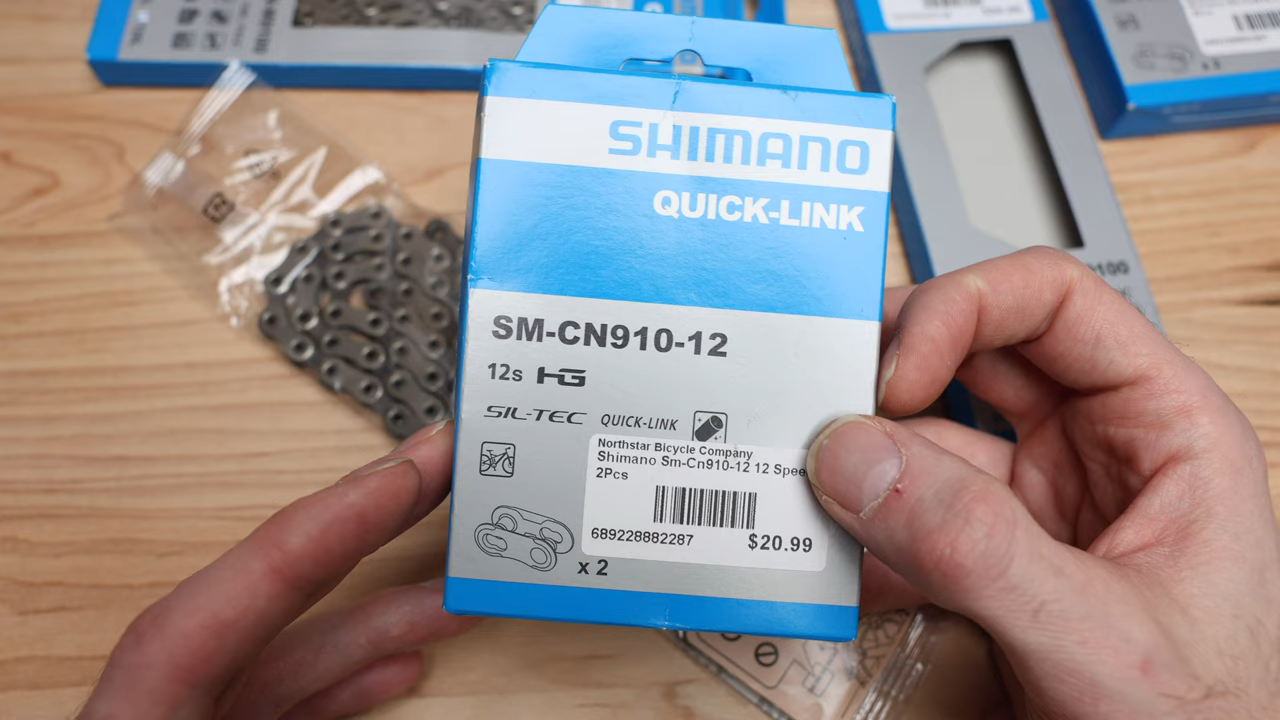 SHIMANO
QUICK-LINK
SM-CN910-12
12s HG
SIL-TEC QUICK-LINK
Northstar Bicycle Company
Shimano Sm-Cn910-12 12 Spee
2Pcs
689228882287 $20.99
x 2